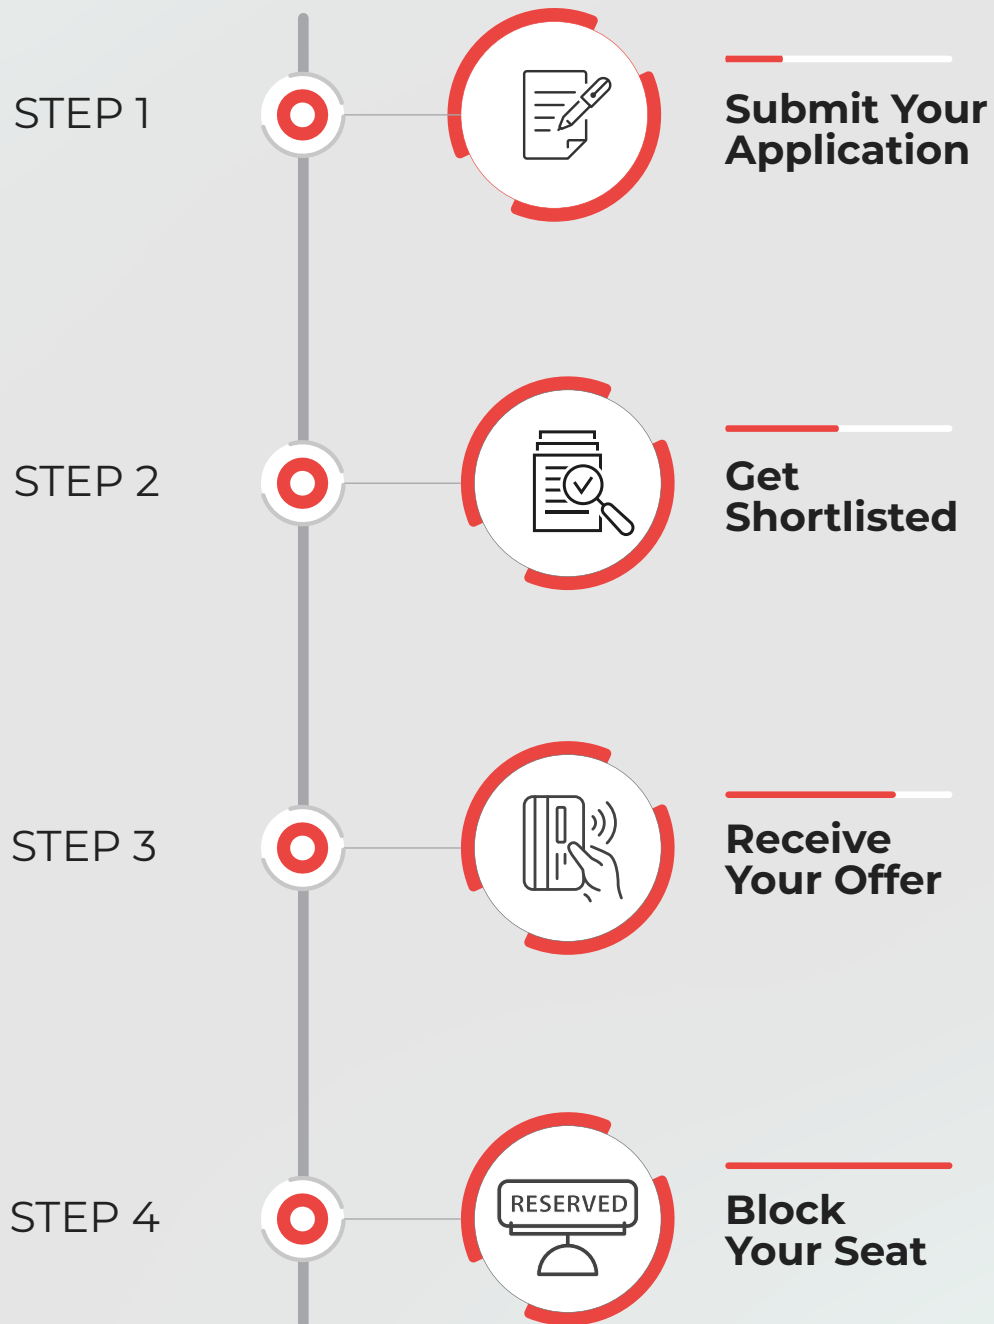 STEP 1
Submit Your
Application
STEP 2
Get
Shortlisted
STEP 3
Receive
Your Offer
STEP 4
RESERVED
Block
Your Seat